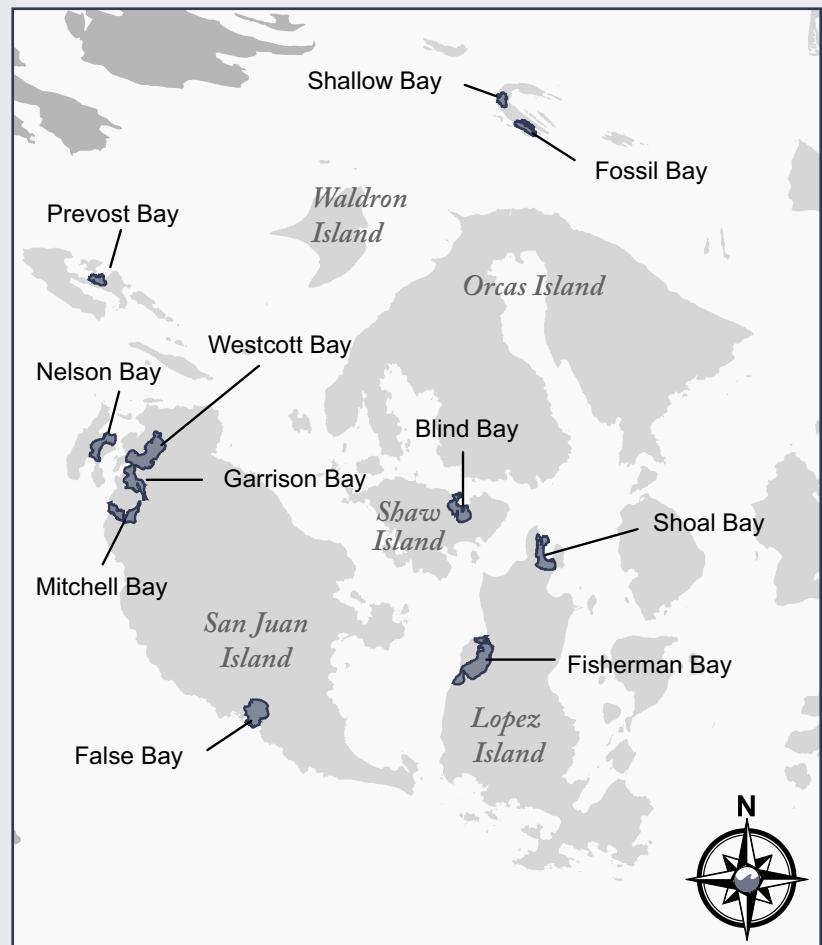 Shallow Bay
Fossil Bay
Waldron
Island
Prevost Bay
Orcas Island
Westcott Bay
Nelson Bay
Blind Bay
Garrison Bay
Shaw
Island
Shoal Bay
Mitchell Bay
San Juan
Island
Fisherman Bay
Lopez
Island
False Bay
N